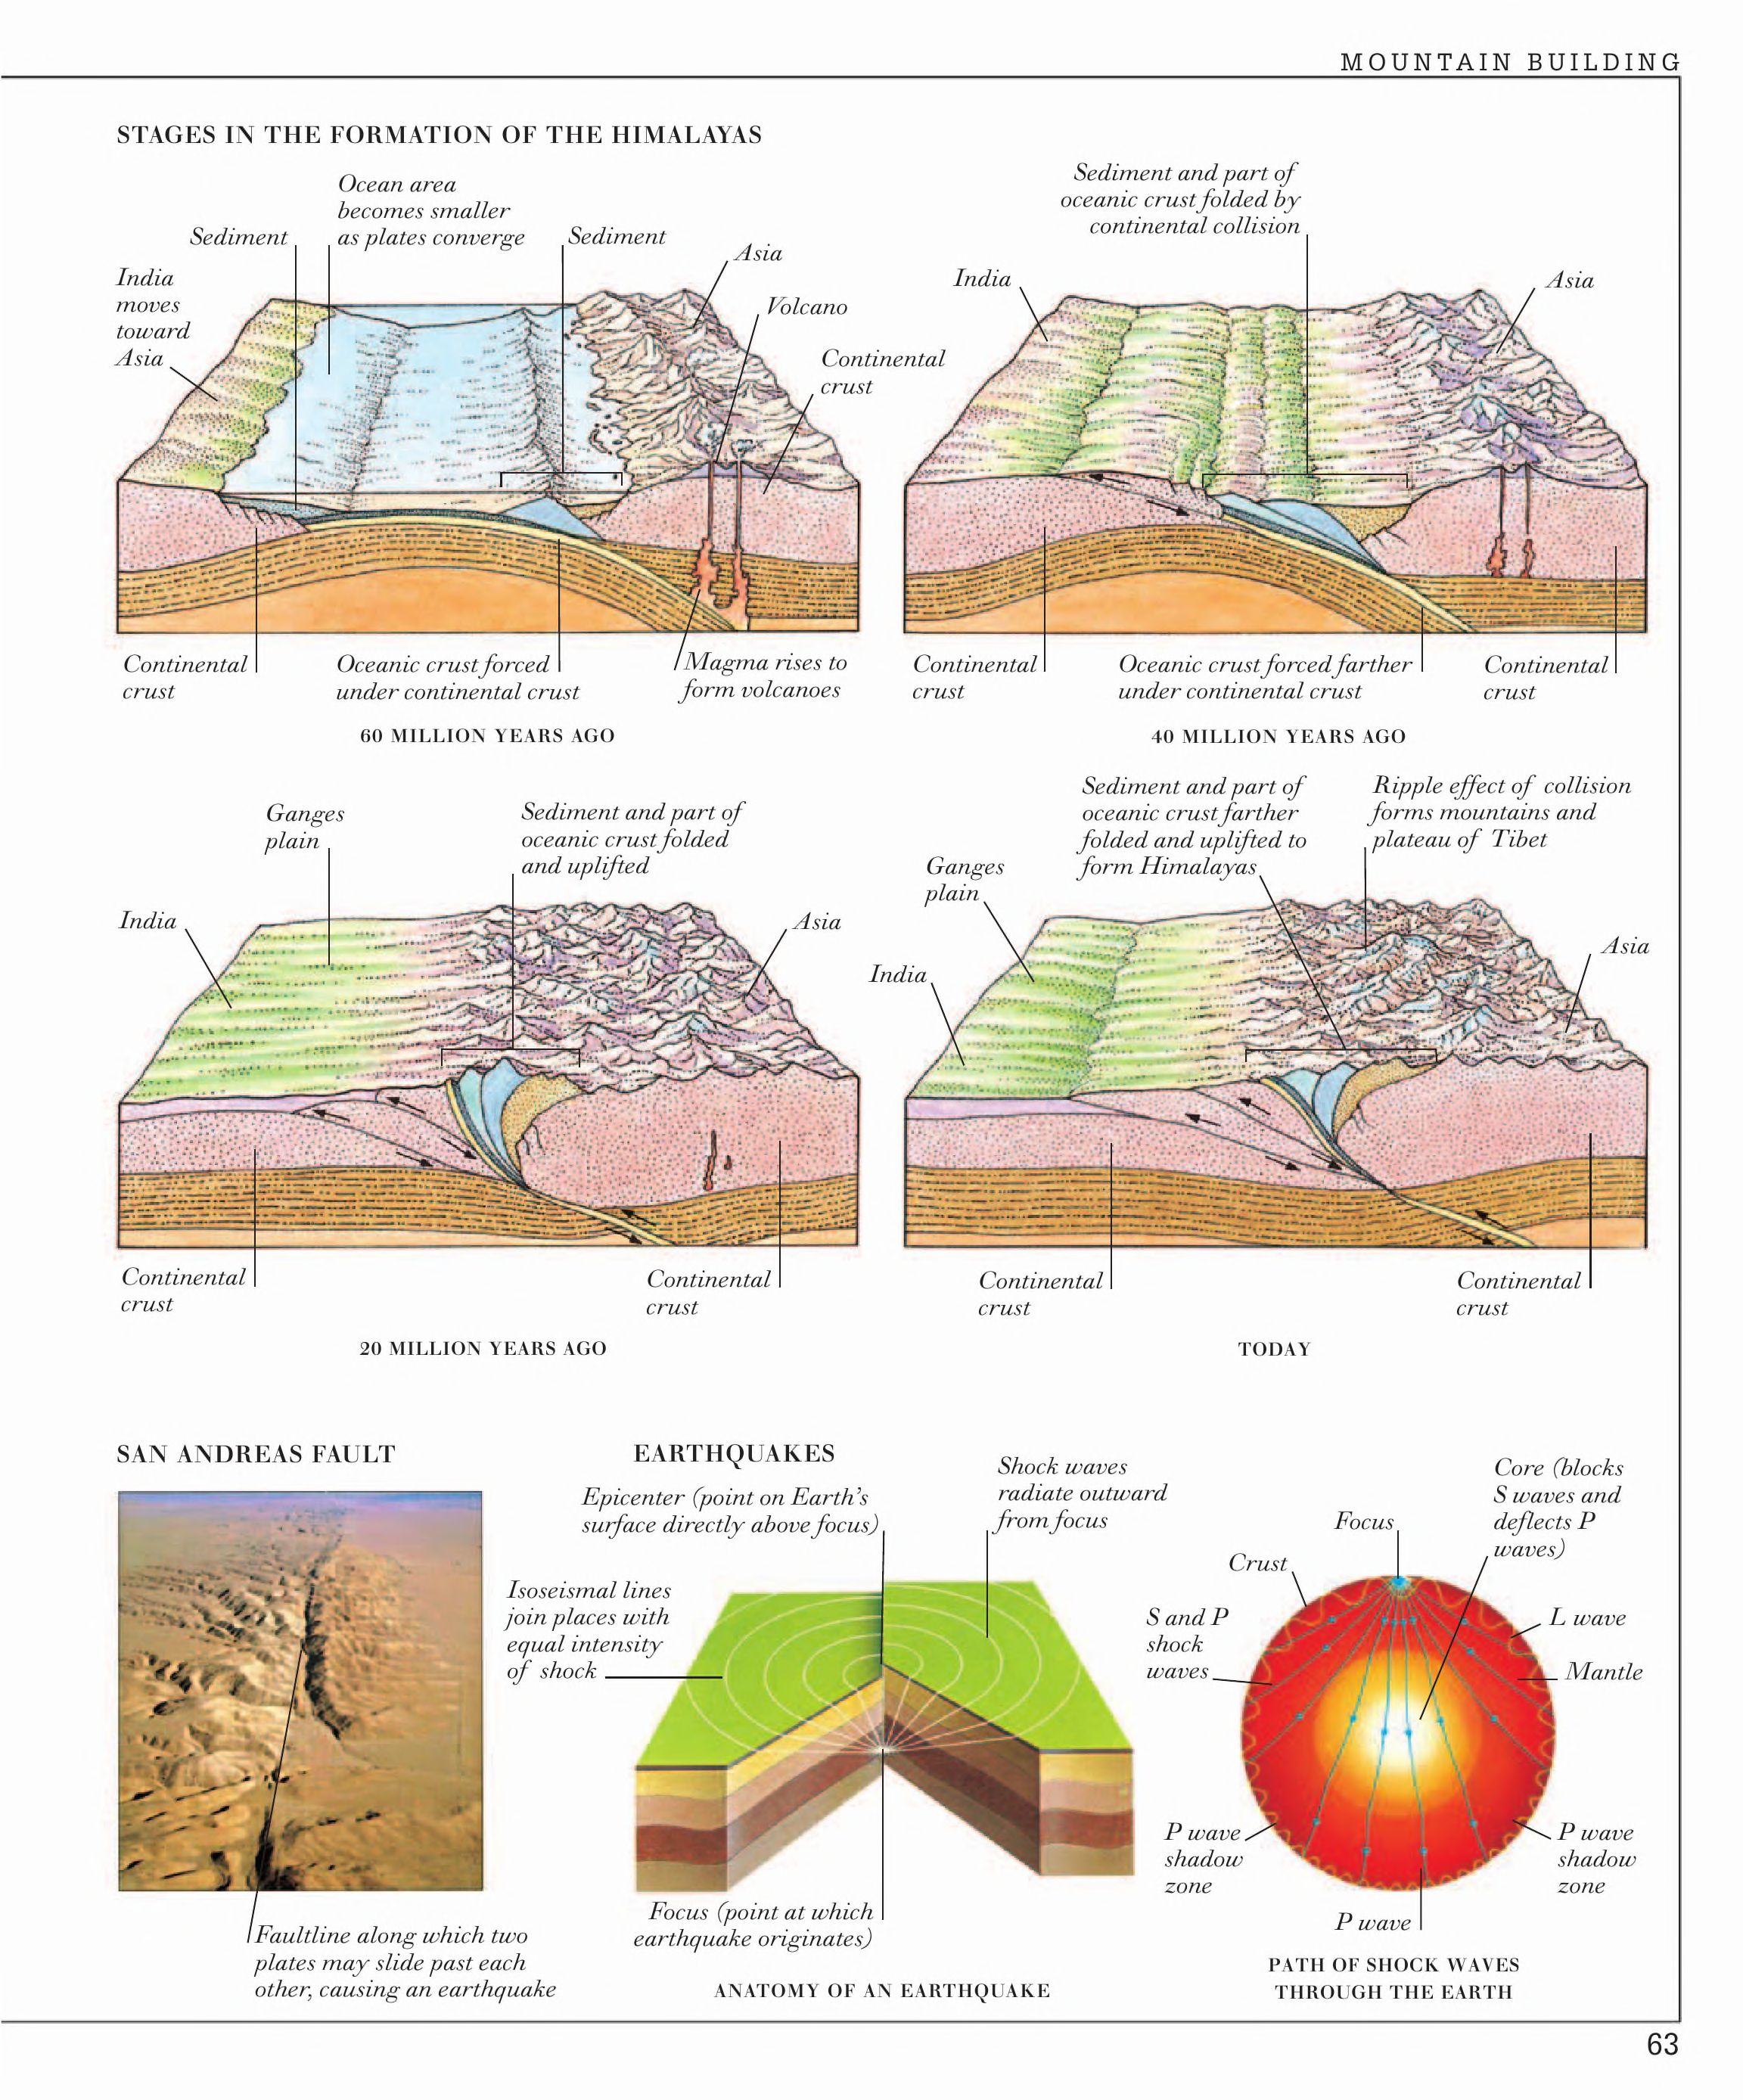 MOUNTAIN BUILDING
STAGES IN THE FORMATION OF THE HIMALAYAS
Ocean area
becomes smaller
as plates converge
Sediment
Sediment
Asia
India
moves
toward
Asia
Volcano
Continental
crust
Continental
crust
Oceanic crust forced
under continental crust
Magma rises to
form volcanoes
60 MILLION YEARS AGO
Sediment and part of
oceanic crust folded by
continental collision
India
Asia
Continental
crust
Oceanic crust forced farther
under continental crust
Continental
crust
40 MILLION YEARS AGO
Ganges
plain
Sediment and part of
oceanic crust folded
and uplifted
India
Asia
Continental
crust
Continental
crust
20 MILLION YEARS AGO
Sediment and part of
oceanic crust farther
folded and uplifted to
form Himalayas
Ripple effect of collision
forms mountains and
plateau of Tibet
Ganges
plain
India
Asia
Continental
crust
Continental
crust
TODAY
SAN ANDREAS FAULT
Faultline along which two
plates may slide past each
other, causing an earthquake
EARTHQUAKES
Epicenter (point on Earth's
surface directly above focus)
Shock waves
radiate outward
from focus
Isoseismal lines
join places with
equal intensity
of shock
Focus (point at which
earthquake originates)
ANATOMY OF AN EARTHQUAKE
Core (blocks
S waves and
deflects P
waves)
Focus
Crust
S and P
shock
waves
L wave
Mantle
P wave
shadow
zone
P wave
shadow
zone
P wave
PATH OF SHOCK WAVES
THROUGH THE EARTH
63